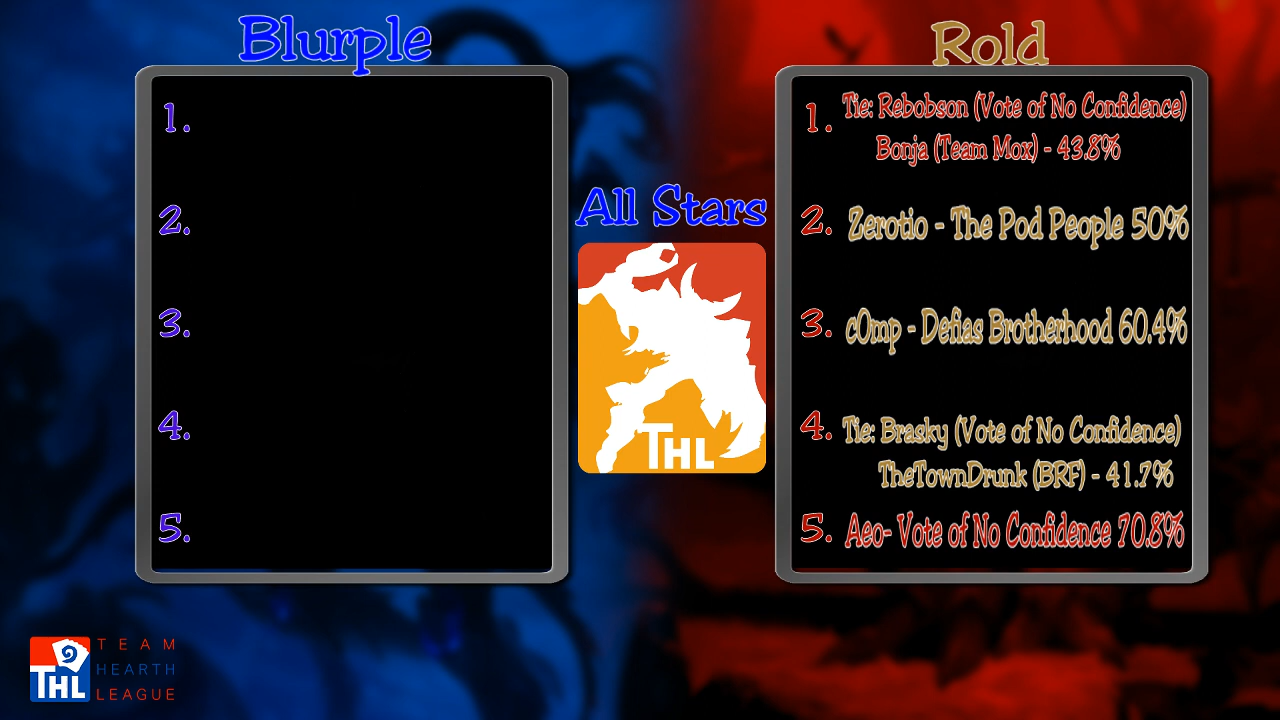 Blurple
1.
2.
3.
4.
5.
All Stars
THL
Rold
1. Tie: Rebobson (Vote of No Confidence)
Bonja (Team Mox) - 43.8%
2. Zerotio - The Pod People 50%
3. c0mp - Defias Brotherhood 60.4%
4. Tie: Brasky (Vote of No Confidence)
TheTownDrunk (BRF) - 41.7%
5. Aeo- Vote of No Confidence 70.8%
THL
TEAM
HEARTH
LEAGUE